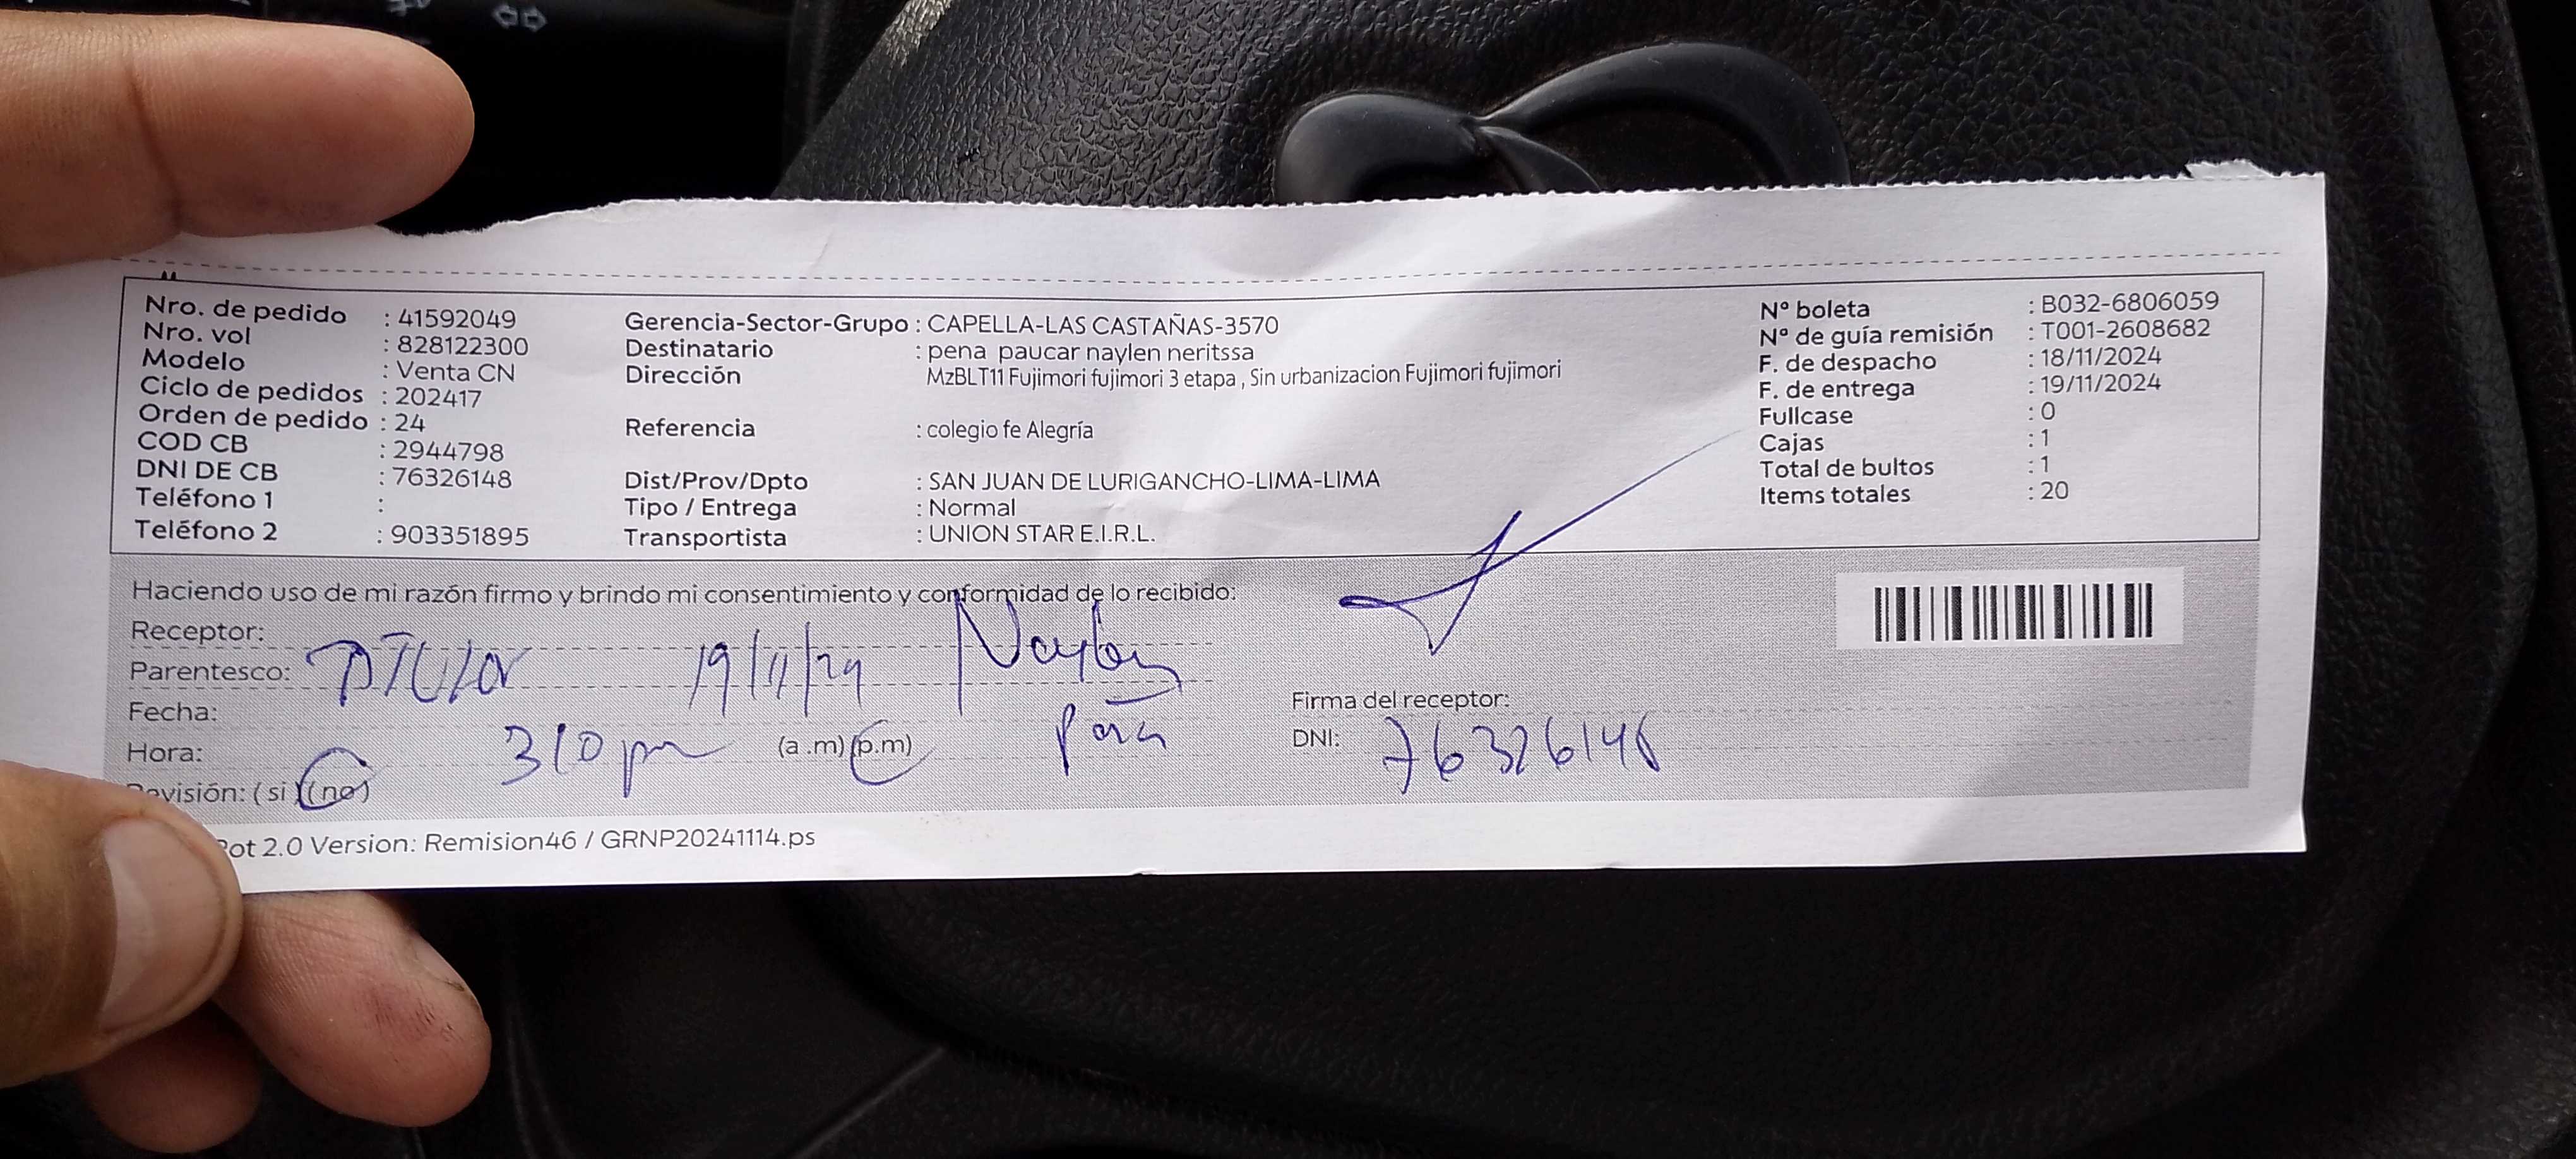 Nro. de pedido : 41592049
Nro. vol : 828122300
Modelo : Venta CN
Ciclo de pedidos : 202417
Orden de pedido : 24
COD CB : 2944798
DNI DE CB : 76326148
Teléfono 1 :
Teléfono 2 : 903351895
Gerencia-Sector-Grupo : CAPELLA-LAS CASTAÑAS-3570
Destinatario : pena paucar naylen neritssa
Dirección MzBLT11 Fujimori fujimori 3 etapa , Sin urbanizacion Fujimori fujimori
Referencia : colegio fe Alegría
Dist/Prov/Dpto : SAN JUAN DE LURIGANCHO-LIMA-LIMA
Tipo / Entrega : Normal
Transportista : UNION STAR E.I.R.L.
Nº boleta : B032-6806059
Nº de guía remisión : T001-2608682
F. de despacho : 18/11/2024
F. de entrega : 19/11/2024
Fullcase : 0
Cajas : 1
Total de bultos : 1
Items totales : 20
Haciendo uso de mi razón firmo y brindo mi consentimiento y conformidad de lo recibido:
Receptor:
Parentesco: 19/11/24 Naylen
Fecha: Peña
Hora: 310 pm (a .m) (p.m)
Revisión: ( si ) (no)
Firma del receptor:
DNI: 76326148
2.0 Version: Remision46 / GRNP20241114.ps